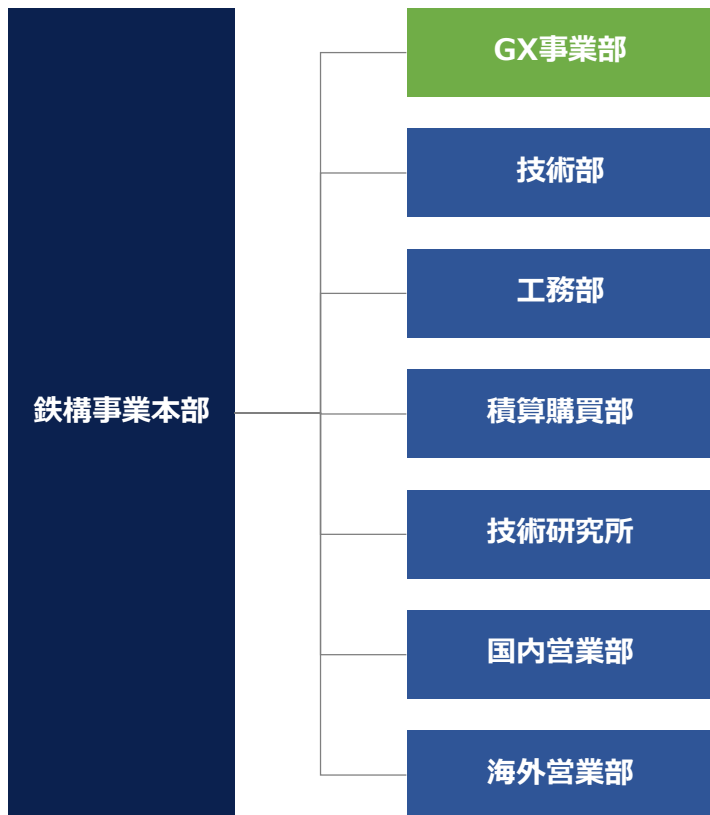 GX事業部
技術部
工務部
鉄構事業本部
積算購買部
技術研究所
国内営業部
海外営業部